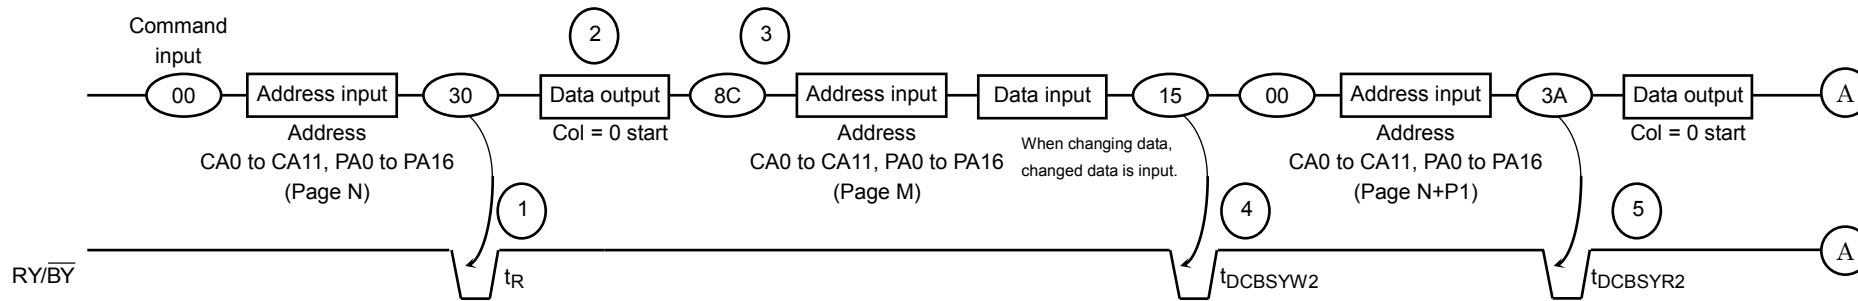 Command
input
2
3
00
Address input
30
Data output
8C
Address input
Data input
15
00
Address input
3A
Data output
A
Address
CA0 to CA11, PA0 to PA16
(Page N)
Col = 0 start
Address
CA0 to CA11, PA0 to PA16
(Page M)
When changing data,
changed data is input.
Address
CA0 to CA11, PA0 to PA16
(Page N+P1)
Col = 0 start
1
4
5
RY/BY
tR
tDCBSYW2
tDCBSYR2
A